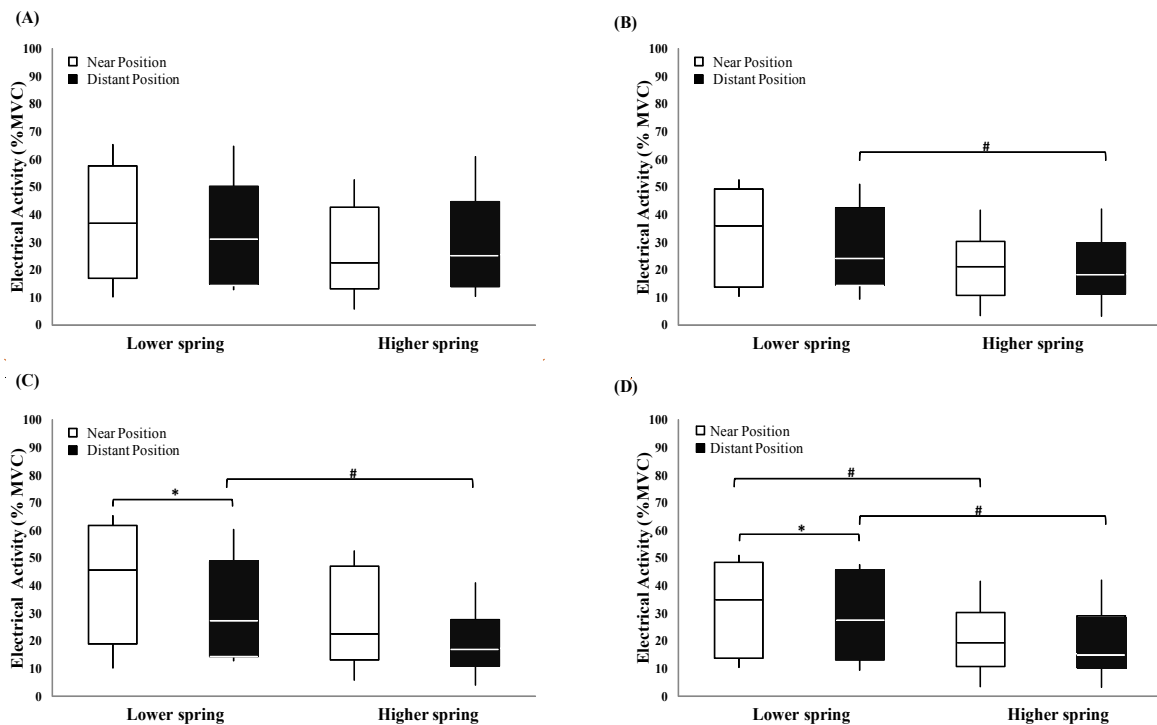 (A)
Electrical Activity (%MVC)
100
90
80
70
60
50
40
30
20
10
0
Near Position
Distant Position
Lower spring
Higher spring
(B)
Electrical Activity (% MVC)
100
90
80
70
60
50
40
30
20
10
0
Near Position
Distant Position
#
Lower spring
Higher spring
(C)
Electrical Activity (% MVC)
100
90
80
70
60
50
40
30
20
10
0
Near Position
Distant Position
*
#
Lower spring
Higher spring
(D)
Electrical Activity (%MVC)
100
90
80
70
60
50
40
30
20
10
0
Near Position
Distant Position
#
#
*
Lower spring
Higher spring